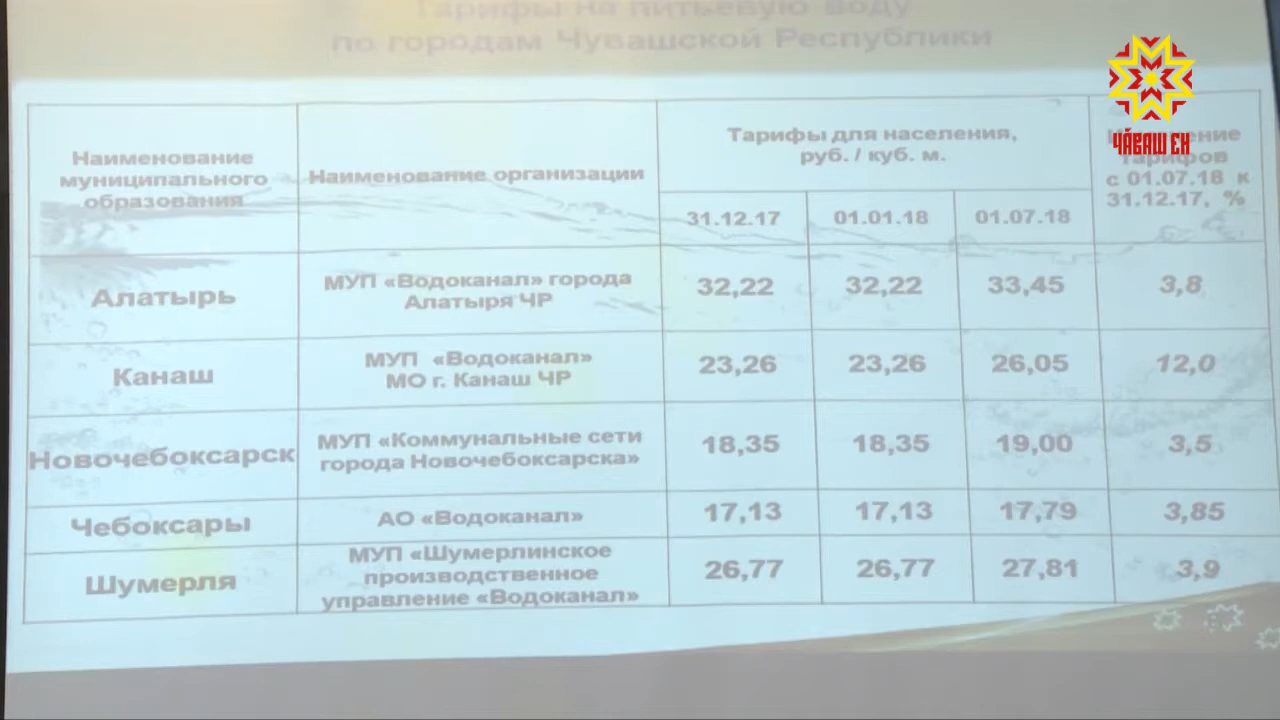 Тарифы на питьевую воду
по городам Чувашской Республики
ЧӐВАШ ЕН
Наименование
муниципального
образования
Наименование организации
Тарифы для населения,
руб. / куб. м.
тарифов
с 01.07.18 к
31.12.17, %
31.12.17
01.01.18
01.07.18
Алатырь
МУП «Водоканал» города
Алатыря ЧР
32,22
32,22
33,45
3,8
Канаш
МУП «Водоканал»
МО г. Канаш ЧР
23,26
23,26
26,05
12,0
Новочебоксарск
МУП «Коммунальные сети
города Новочебоксарска»
18,35
18,35
19,00
3,5
Чебоксары
АО «Водоканал»
17,13
17,13
17,79
3,85
Шумерля
МУП «Шумерлинское
производственное
управление «Водоканал»
26,77
26,77
27,81
3,9